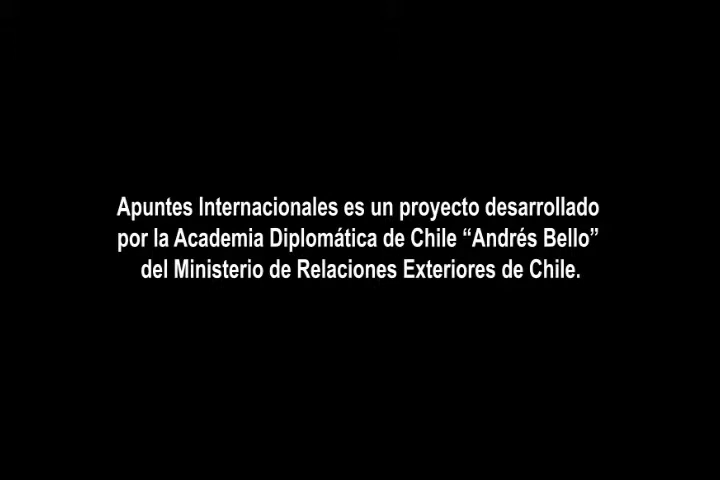 Apuntes Internacionales es un proyecto desarrollado
por la Academia Diplomática de Chile “Andrés Bello”
del Ministerio de Relaciones Exteriores de Chile.